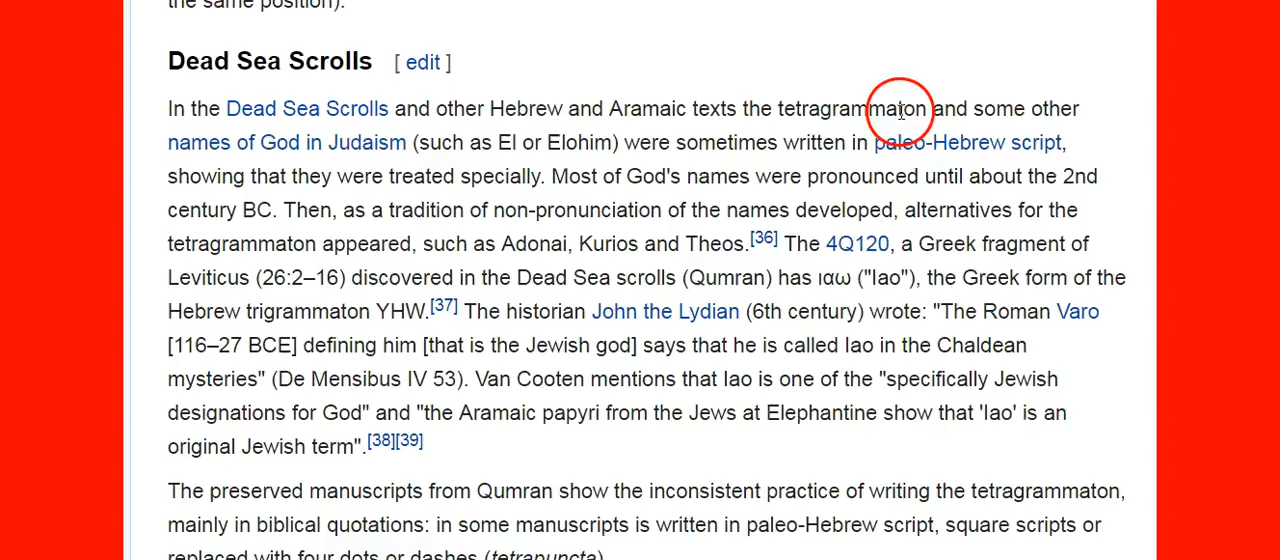 the same position).
Dead Sea Scrolls [ edit ]
In the Dead Sea Scrolls and other Hebrew and Aramaic texts the tetragrammaton and some other
names of God in Judaism (such as El or Elohim) were sometimes written in paleo-Hebrew script,
showing that they were treated specially. Most of God's names were pronounced until about the 2nd
century BC. Then, as a tradition of non-pronunciation of the names developed, alternatives for the
tetragrammaton appeared, such as Adonai, Kurios and Theos.[36] The 4Q120, a Greek fragment of
Leviticus (26:2–16) discovered in the Dead Sea scrolls (Qumran) has ιαω ("Iao"), the Greek form of the
Hebrew trigrammaton YHW.[37] The historian John the Lydian (6th century) wrote: "The Roman Varo
[116–27 BCE] defining him [that is the Jewish god] says that he is called Iao in the Chaldean
mysteries" (De Mensibus IV 53). Van Cooten mentions that Iao is one of the "specifically Jewish
designations for God" and "the Aramaic papyri from the Jews at Elephantine show that 'Iao' is an
original Jewish term".[38][39]
The preserved manuscripts from Qumran show the inconsistent practice of writing the tetragrammaton,
mainly in biblical quotations: in some manuscripts is written in paleo-Hebrew script, square scripts or
replaced with four dots or dashes (tetrapuncta).